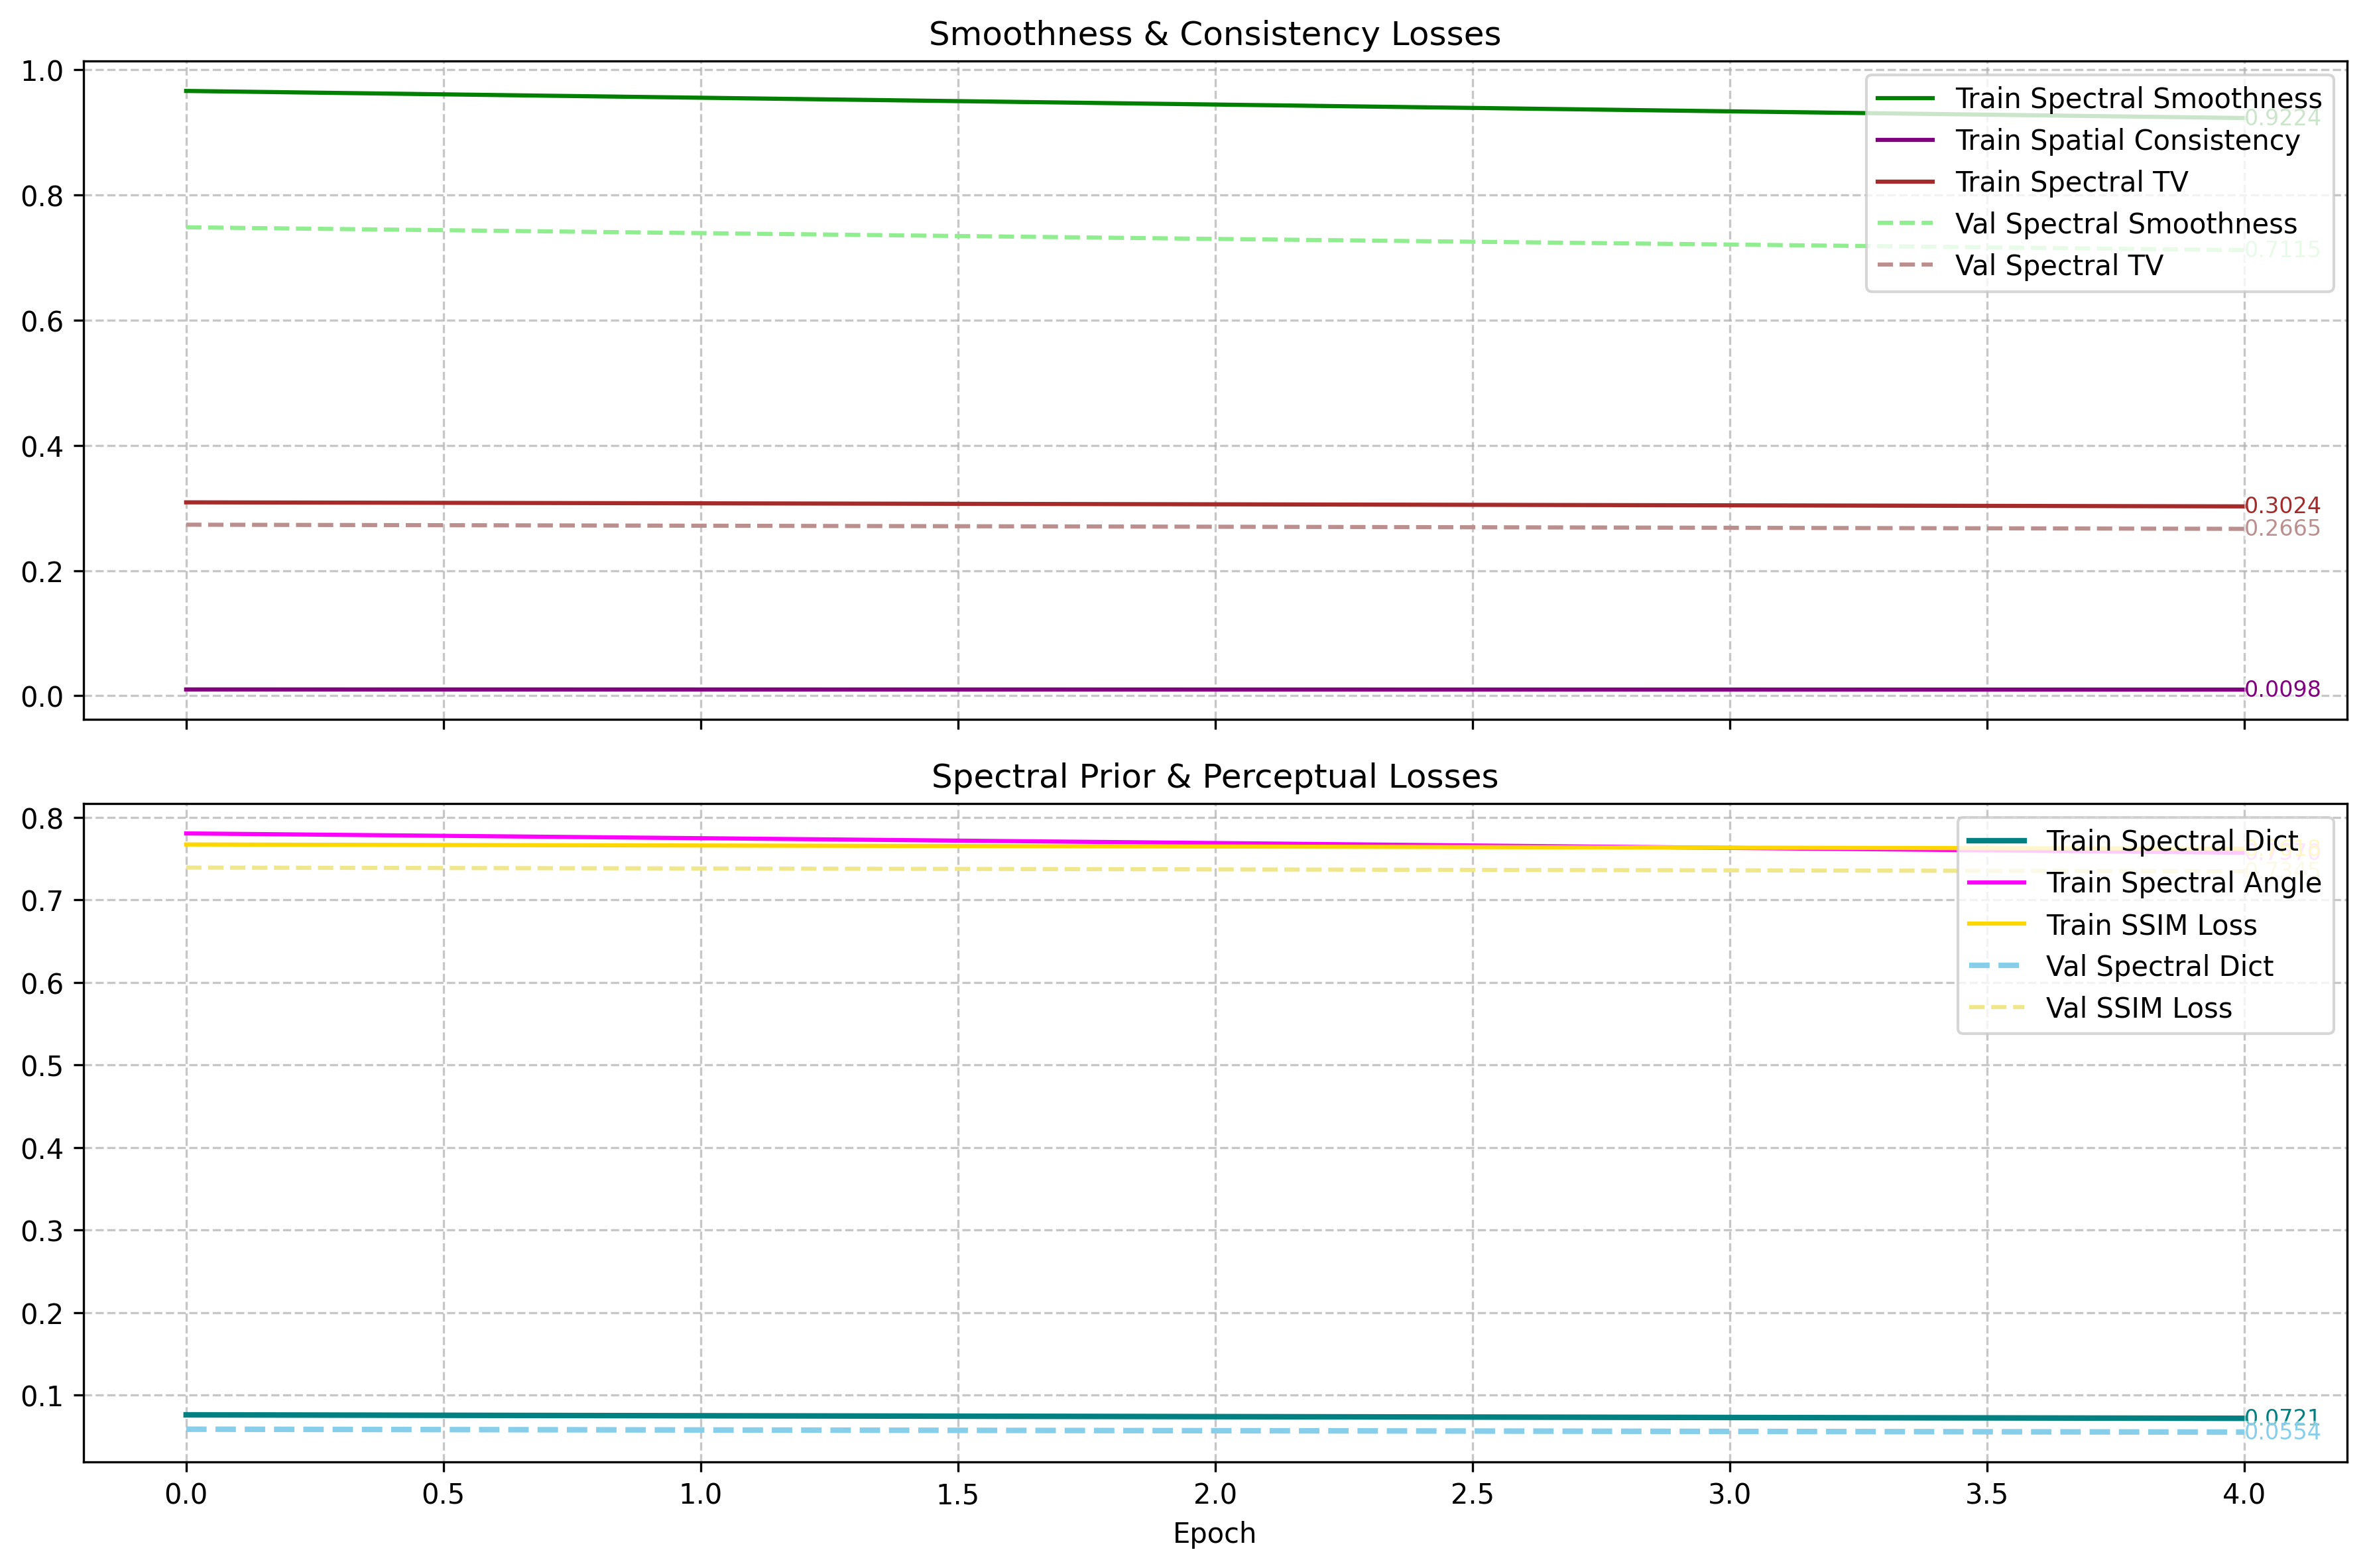 Smoothness & Consistency Losses
1.0
0.8
0.6
0.4
0.2
0.0
Train Spectral Smoothness
Train Spatial Consistency
Train Spectral TV
Val Spectral Smoothness
Val Spectral TV
0.9224
0.7115
0.3024
0.2665
0.0098
Spectral Prior & Perceptual Losses
0.8
0.7
0.6
0.5
0.4
0.3
0.2
0.1
Train Spectral Dict
Train Spectral Angle
Train SSIM Loss
Val Spectral Dict
Val SSIM Loss
0.7570
0.0721
0.0554
0.0 0.5 1.0 1.5 2.0 2.5 3.0 3.5 4.0
Epoch